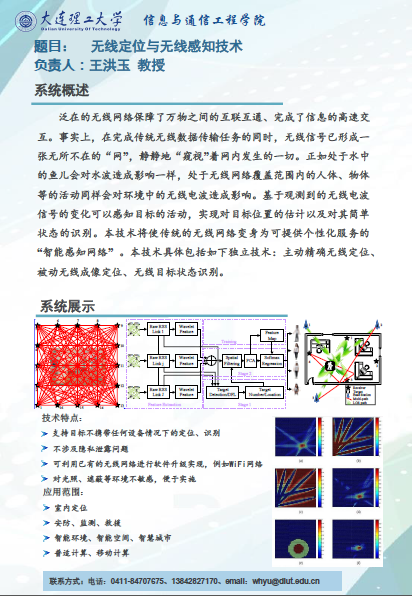 大连理工大学 信息与通信工程学院
Dalian University Of Technology
题目： 无线定位与无线感知技术
负责人：王洪玉 教授
系统概述
泛在的无线网络保障了万物之间的互联互通、完成了信息的高速交
互。事实上，在完成传统无线数据传输任务的同时，无线信号已形成一
张无所不在的“网”，静静地“窥视”着网内发生的一切。正如处于水中
的鱼儿会对水波造成影响一样，处于无线网络覆盖范围内的人体、物体
等的活动同样会对环境中的无线电波造成影响。基于观测到的无线电波
信号的变化可以感知目标的活动，实现对目标位置的估计以及对其简单
状态的识别。本技术将使传统的无线网络变身为可提供个性化服务的
“智能感知网络”。本技术具体包括如下独立技术：主动精确无线定位、
被动无线成像定位、无线目标状态识别。
系统展示
Raw RSS Link 1
Wavelet Feature
Raw RSS Link 2
Wavelet Feature
Raw RSS Link
Wavelet Feature
Feature Extraction
Training
Feature Map
Spatial Filtering
PCA
Softmax Regression
Stage 2
Target Detection/DFL
Target Number/Location
Stage 1
技术特点：
支持目标不携带任何设备情况下的定位、识别
不涉及隐私泄露问题
可利用已有的无线网络进行软件升级实现，例如WiFi网络
对光照、遮蔽等环境不敏感，便于实施
应用范围：
室内定位
安防、监测、救援
智能环境、智能空间、智慧城市
普适计算、移动计算
(a) (b)
(c) (d)
(e) (f)
联系方式：电话：0411-84707675、13842827170、email：whyu@dlut.edu.cn